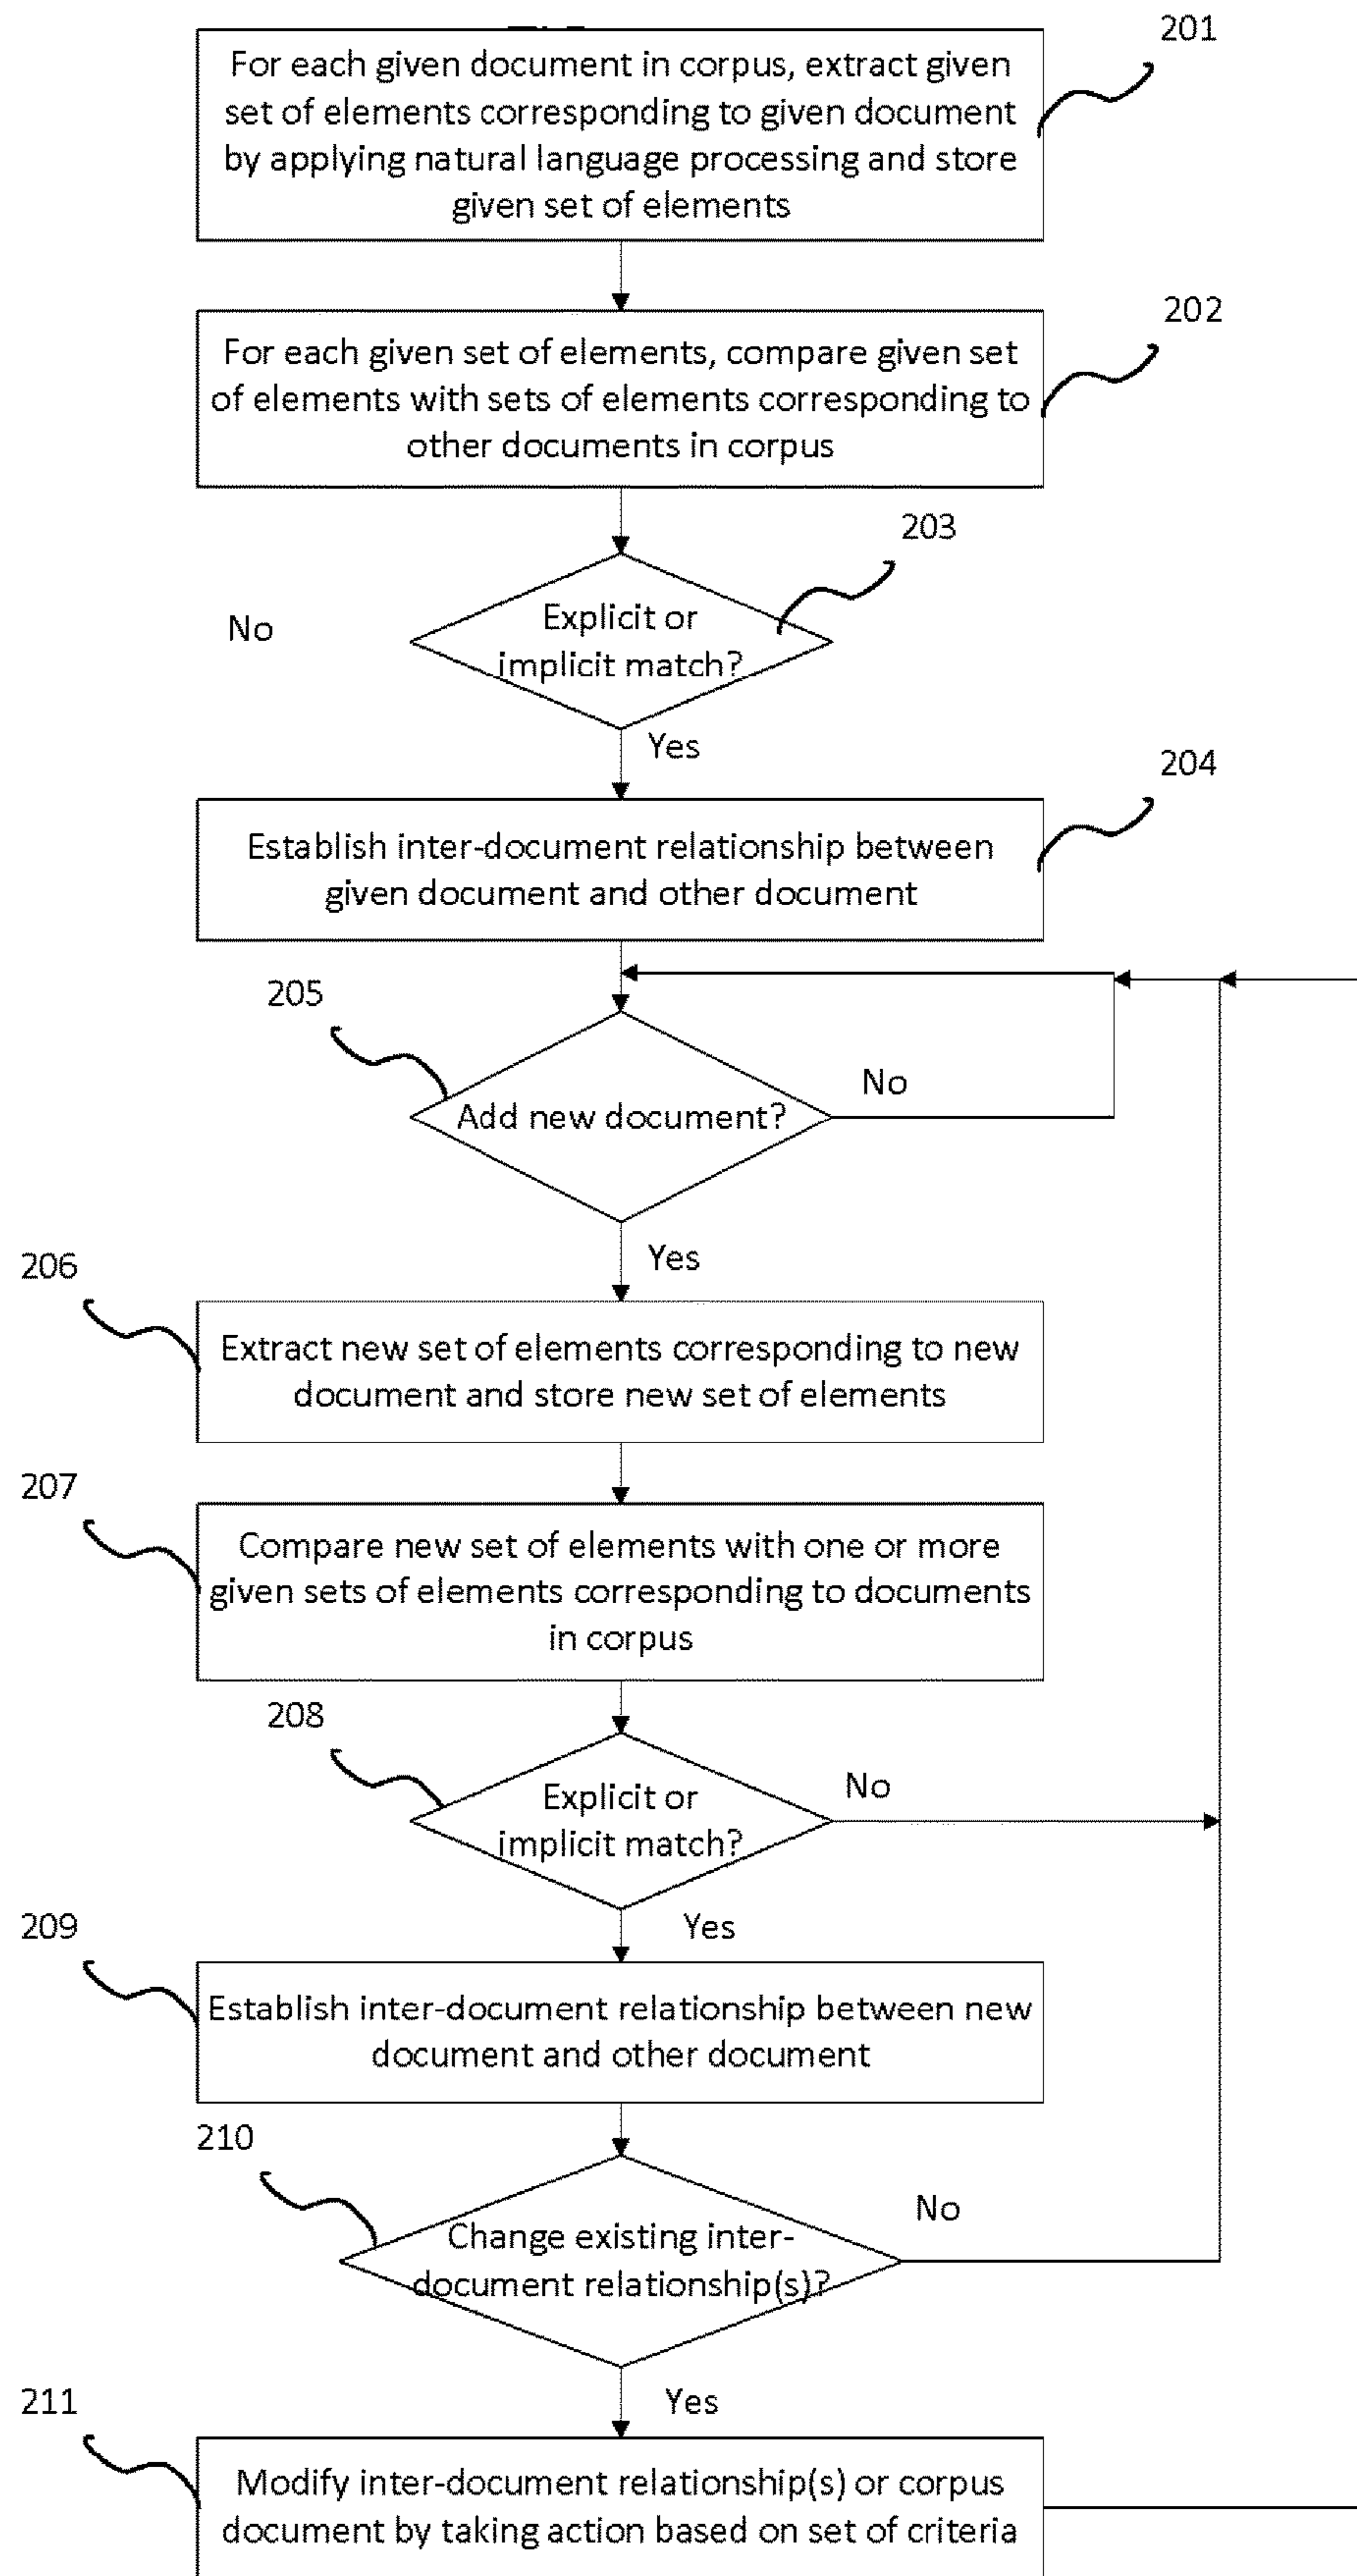 201
For each given document in corpus, extract given
set of elements corresponding to given document
by applying natural language processing and store
given set of elements
202
For each given set of elements, compare given set
of elements with sets of elements corresponding to
other documents in corpus
203
No
Explicit or
implicit match?
Yes
204
Establish inter-document relationship between
given document and other document
205
No
Add new document?
Yes
206
Extract new set of elements corresponding to new
document and store new set of elements
207
Compare new set of elements with one or more
given sets of elements corresponding to documents
in corpus
208
No
Explicit or
implicit match?
Yes
209
Establish inter-document relationship between new
document and other document
210
No
Change existing inter-
document relationship(s)?
Yes
211
Modify inter-document relationship(s) or corpus
document by taking action based on set of criteria